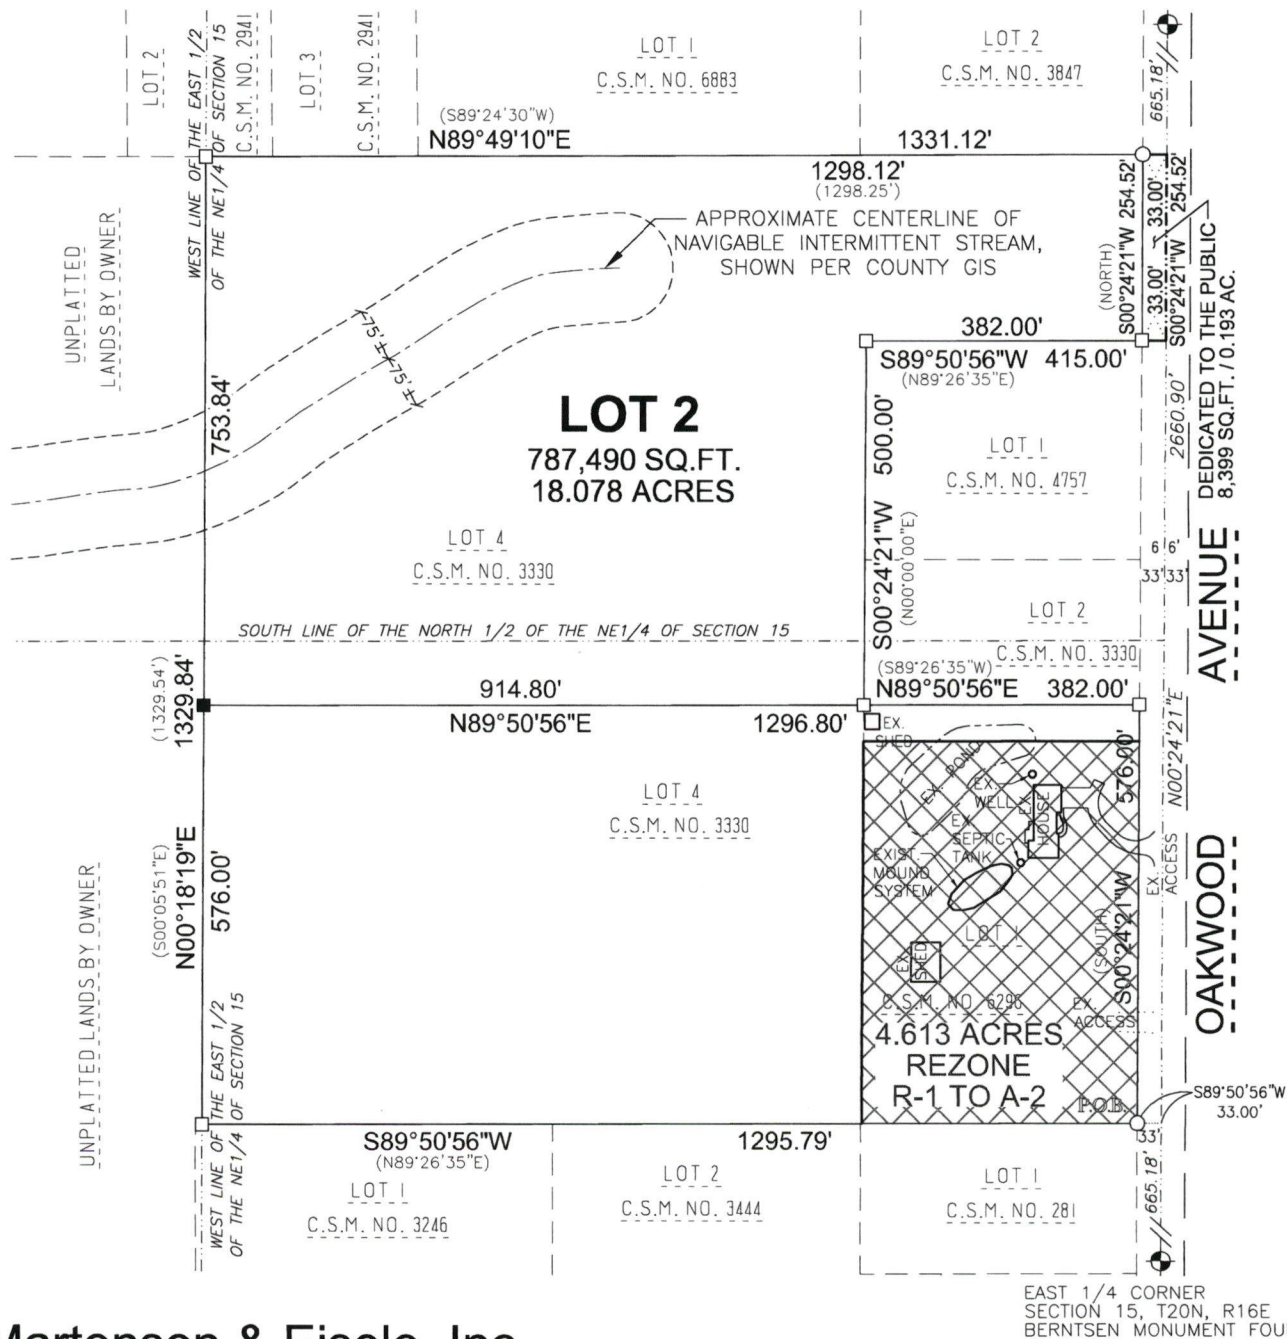 LOT 2
WEST LINE OF THE EAST 1/2
OF THE NE1/4 OF SECTION 15
C.S.M. NO. 2941
LOT 3
C.S.M. NO. 2941
LOT 1
C.S.M. NO. 6883
LOT 2
C.S.M. NO. 3847
665.18'
(S89°24'30"W)
N89°49'10"E
1331.12'
1298.12'
(1298.25')
APPROXIMATE CENTERLINE OF
NAVIGABLE INTERMITTENT STREAM,
SHOWN PER COUNTY GIS
(NORTH)
S00°24'21"W 254.52'
33.00'
33.00'
S00°24'21"W 254.52'
DEDICATED TO THE PUBLIC
8,399 SQ.FT. / 0.193 AC.
UNPLATTED
LANDS BY OWNER
753.84'
75'±
75'±
382.00'
S89°50'56"W 415.00'
(N89°26'35"E)
LOT 2
787,490 SQ.FT.
18.078 ACRES
LOT 4
C.S.M. NO. 3330
S00°24'21"W 500.00'
(N00°00'00"E)
LOT 1
C.S.M. NO. 4757
2660.90'
6'6'
33'33'
LOT 2
C.S.M. NO. 3330
SOUTH LINE OF THE NORTH 1/2 OF THE NE1/4 OF SECTION 15
(S89°26'35"W)
N89°50'56"E 382.00'
AVENUE
(1329.54')
1329.84'
914.80'
N89°50'56"E
1296.80'
EX.
SHED
EX. POND
EX.
WELL
EX.
HOUSE
EX.
SEPTIC
TANK
EXIST.
MOUND
SYSTEM
576.00'
N00°24'21"E
EX.
ACCESS
LOT 4
C.S.M. NO. 3330
UNPLATTED LANDS BY OWNER
(S00°05'51"E)
N00°18'19"E
576.00'
(SOUTH)
S00°24'21"W
OAKWOOD
LOT 1
EX.
SHED
C.S.M. NO. 6296
EX.
ACCESS
4.613 ACRES
REZONE
R-1 TO A-2
P.O.B.
S89°50'56"W
33.00'
33'
WEST LINE OF THE EAST 1/2
OF THE NE1/4 OF SECTION 15
S89°50'56"W
(N89°26'35"E)
1295.79'
LOT 1
C.S.M. NO. 3246
LOT 2
C.S.M. NO. 3444
LOT 1
C.S.M. NO. 281
665.18'
EAST 1/4 CORNER
SECTION 15, T20N, R16E
BERNTSEN MONUMENT FOU
Martenson & Eisele, Inc.